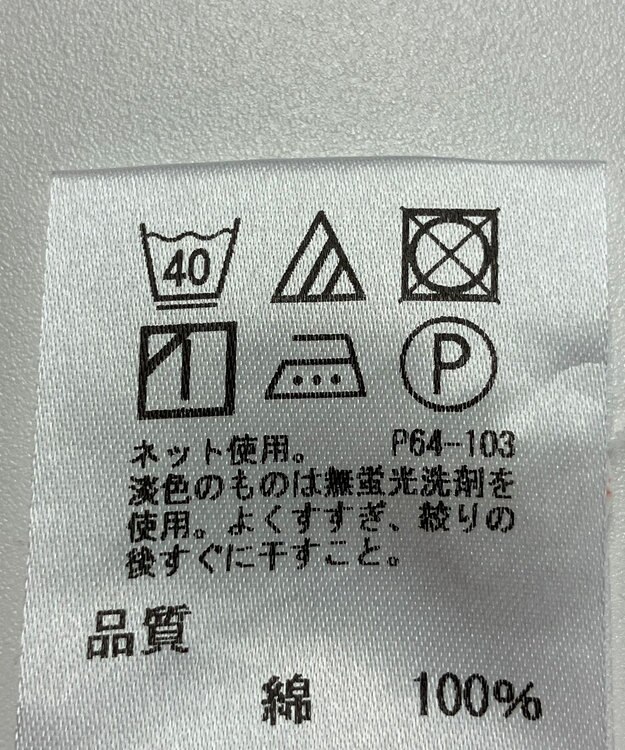 40
P
ネット使用。 P64-103
淡色のものは無蛍光洗剤を
使用。よくすすぎ、絞りの
後すぐに干すこと。
品質
綿 100%